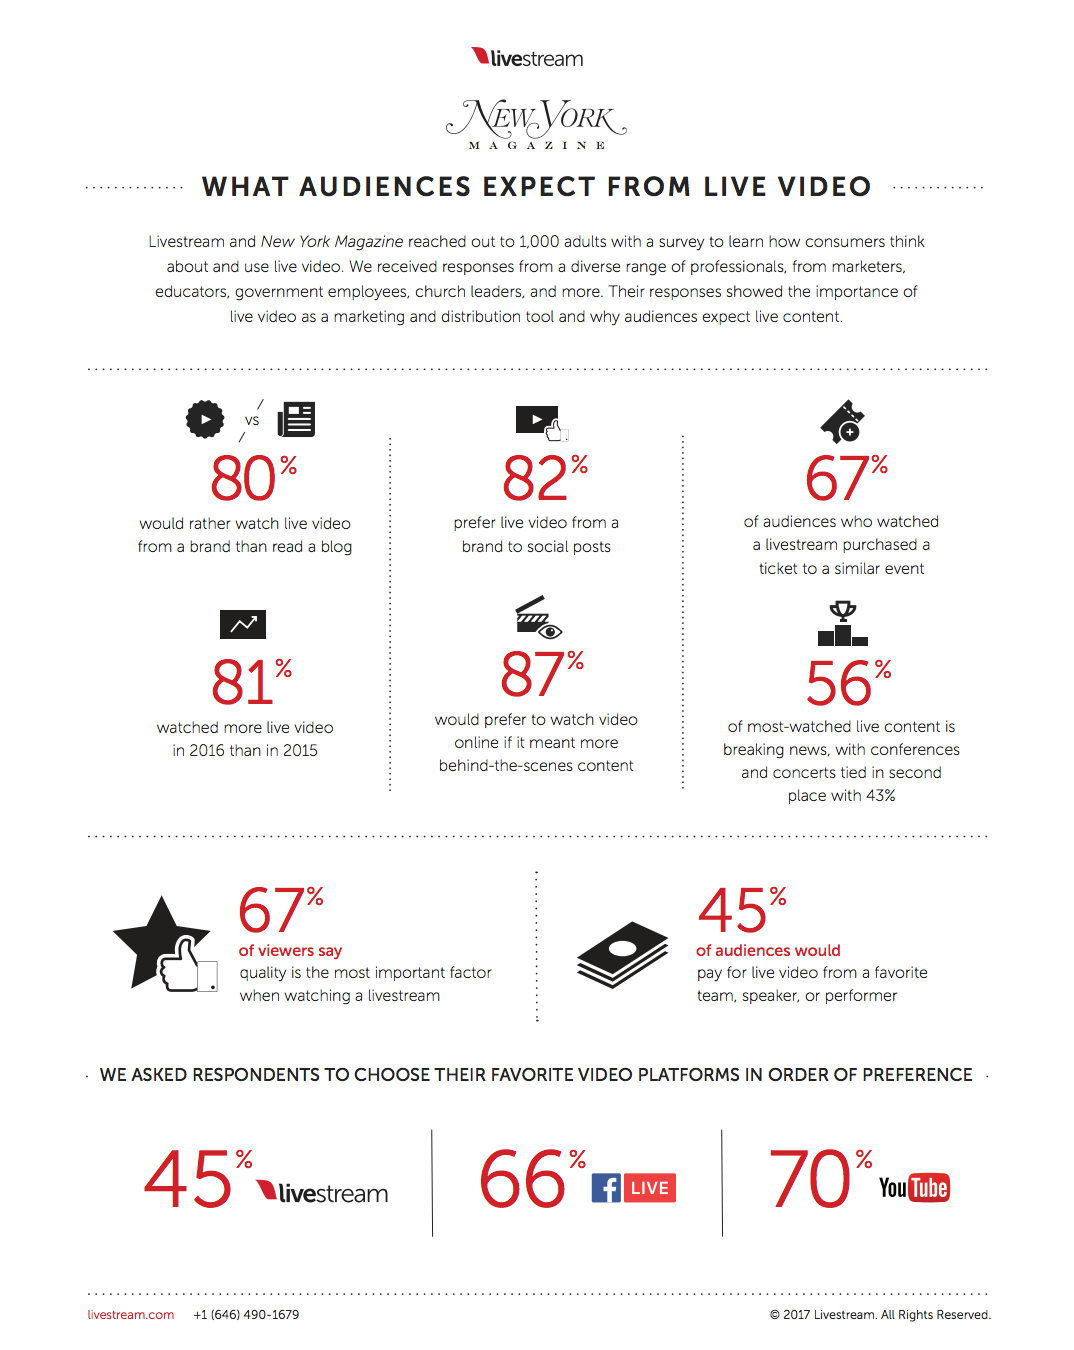 livestream
NEW YORK
MAGAZINE
WHAT AUDIENCES EXPECT FROM LIVE VIDEO
Livestream and New York Magazine reached out to 1,000 adults with a survey to learn how consumers think
about and use live video. We received responses from a diverse range of professionals, from marketers,
educators, government employees, church leaders, and more. Their responses showed the importance of
live video as a marketing and distribution tool and why audiences expect live content.
VS
80%
would rather watch live video
from a brand than read a blog
82%
prefer live video from a
brand to social posts
67%
of audiences who watched
a livestream purchased a
ticket to a similar event
81%
watched more live video
in 2016 than in 2015
87%
would prefer to watch video
online if it meant more
behind-the-scenes content
56%
of most-watched live content is
breaking news, with conferences
and concerts tied in second
place with 43%
67%
of viewers say
quality is the most important factor
when watching a livestream
45%
of audiences would
pay for live video from a favorite
team, speaker, or performer
WE ASKED RESPONDENTS TO CHOOSE THEIR FAVORITE VIDEO PLATFORMS IN ORDER OF PREFERENCE
45% livestream
66% f LIVE
70% YouTube
livestream.com +1 (646) 490-1679 © 2017 Livestream. All Rights Reserved.